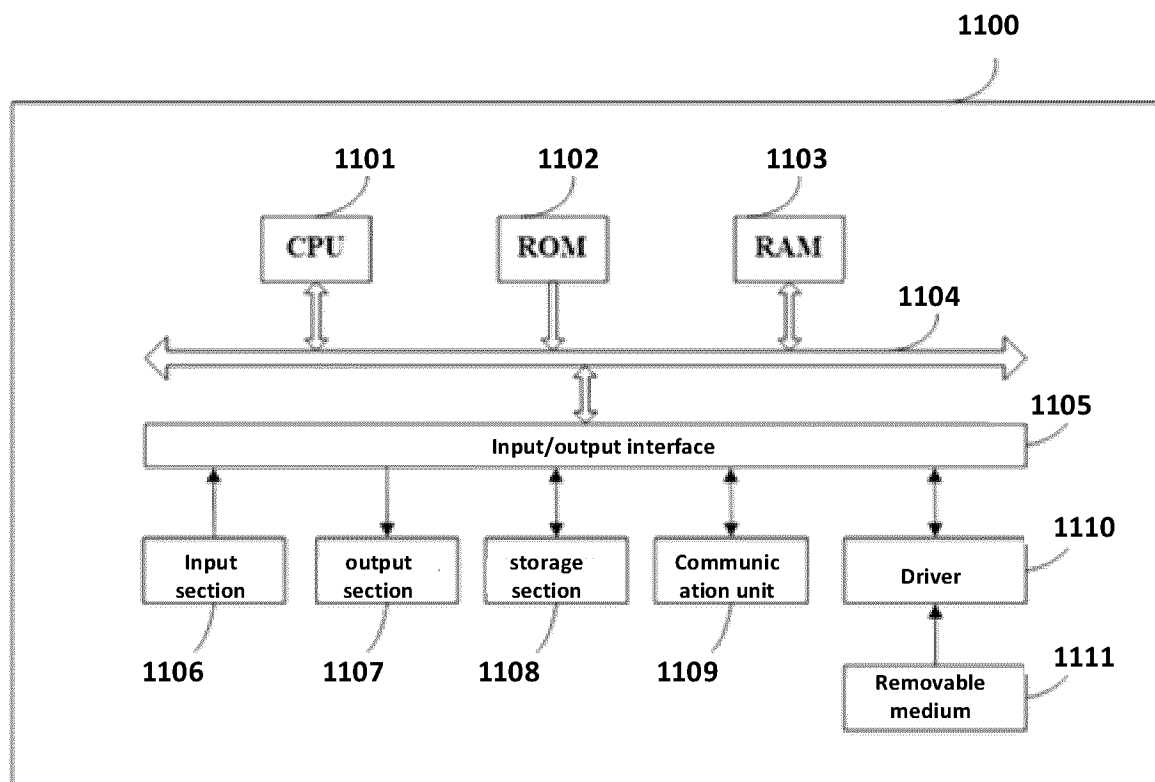 1100
1101
1102
1103
CPU
ROM
RAM
1104
1105
Input/output interface
1110
Input
section
output
section
storage
section
Communic
ation unit
Driver
1106
1107
1108
1109
1111
Removable
medium